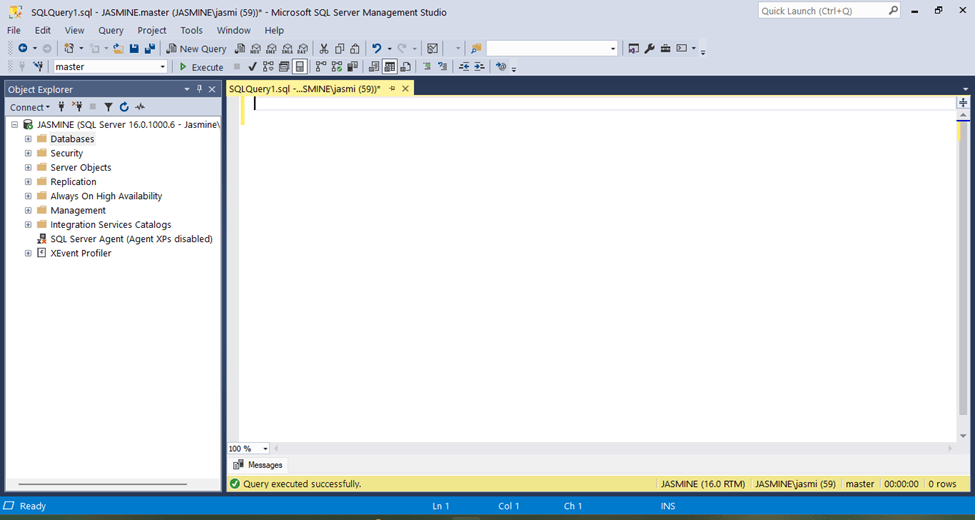 SQLQuery1.sql - JASMINE.master (JASMINE\jasmi (59))* - Microsoft SQL Server Management Studio
Quick Launch (Ctrl+Q)
File Edit View Query Project Tools Window Help
New Query
master
Execute
Object Explorer
SQLQuery1.sql -...SMINE\jasmi (59))*
Connect
JASMINE (SQL Server 16.0.1000.6 - Jasmine\
Databases
Security
Server Objects
Replication
Always On High Availability
Management
Integration Services Catalogs
SQL Server Agent (Agent XPs disabled)
XEvent Profiler
100 %
Messages
Query executed successfully.
JASMINE (16.0 RTM) JASMINE\jasmi (59) master 00:00:00 0 rows
Ready Ln 1 Col 1 Ch 1 INS